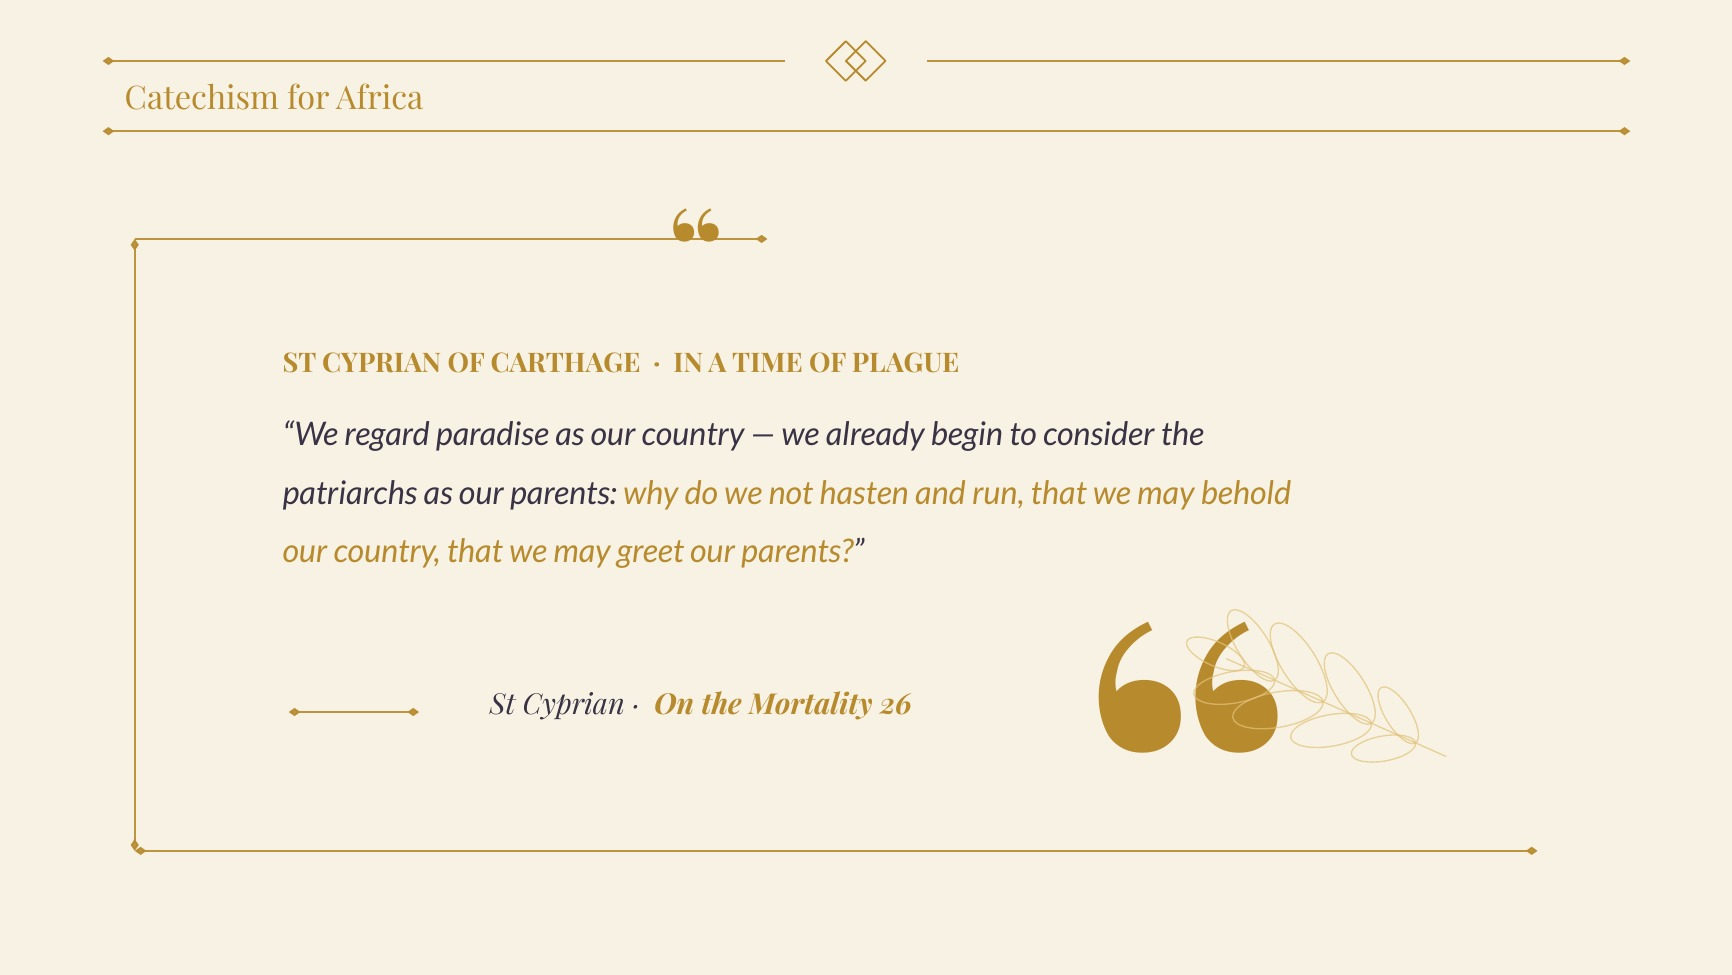 Catechism for Africa
ST CYPRIAN OF CARTHAGE · IN A TIME OF PLAGUE
“We regard paradise as our country — we already begin to consider the
patriarchs as our parents: why do we not hasten and run, that we may behold
our country, that we may greet our parents?”
St Cyprian · On the Mortality 26